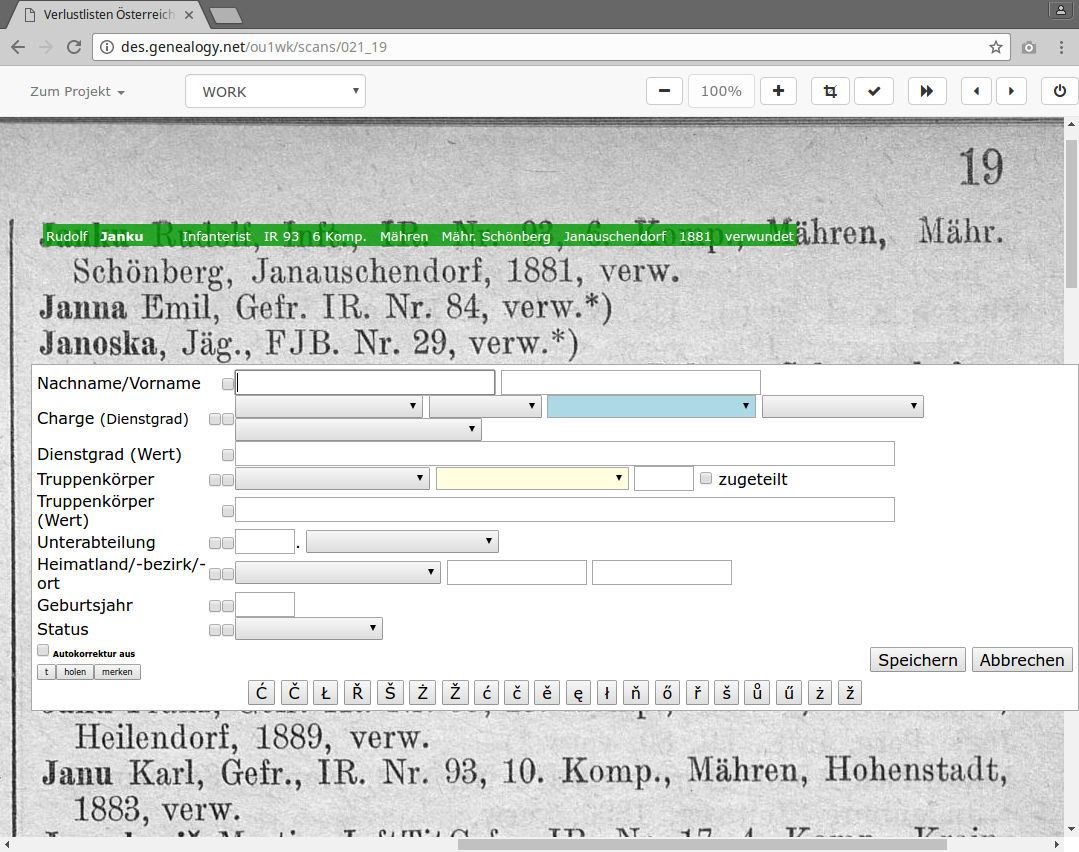 Verlustlisten Österreich
des.genealogy.net/ou1wk/scans/021_19
Zum Projekt WORK 100%
19
Rudolf Janku Infanterist IR 93 6 Komp. Mähren Mähr. Schönberg Janauschendorf 1881 verwundet
Mähren, Mähr.
Schönberg, Janauschendorf, 1881, verw.
Janna Emil, Gefr. IR. Nr. 84, verw.*)
Janoska, Jäg., FJB. Nr. 29, verw.*)
Nachname/Vorname
Charge (Dienstgrad)
Dienstgrad (Wert)
Truppenkörper zugeteilt
Truppenkörper
(Wert)
Unterabteilung .
Heimatland/-bezirk/-
ort
Geburtsjahr
Status
Autokorrektur aus
t holen merken Speichern Abbrechen
Ć Č Ł Ř Š Ż Ž ć č ě ę ł ň ő ř š ů ű ż ž
Heilendorf, 1889, verw.
Janu Karl, Gefr., IR. Nr. 93, 10. Komp., Mähren, Hohenstadt,
1883, verw.